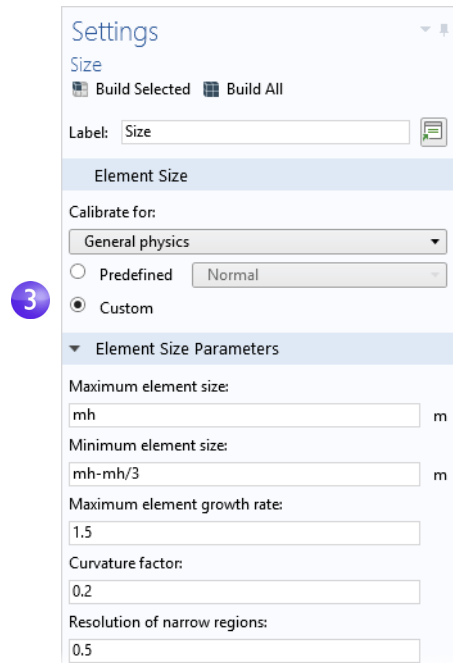 Settings
Size
Build Selected Build All
Label: Size
Element Size
Calibrate for:
General physics
Predefined Normal
3 Custom
Element Size Parameters
Maximum element size:
mh m
Minimum element size:
mh-mh/3 m
Maximum element growth rate:
1.5
Curvature factor:
0.2
Resolution of narrow regions:
0.5